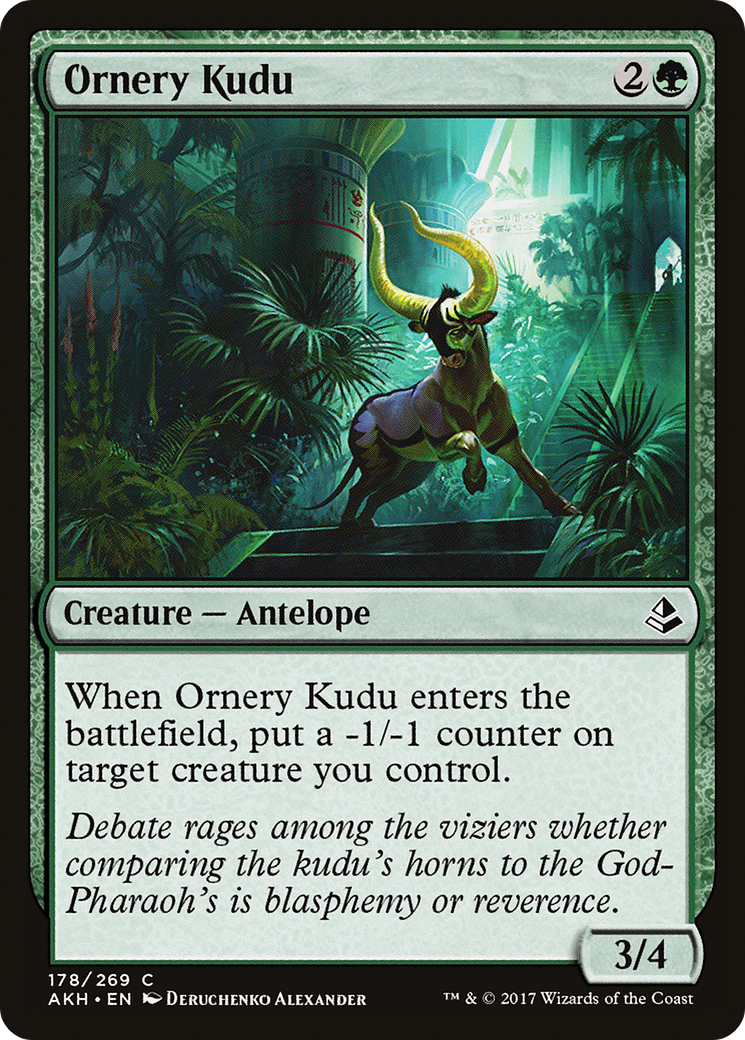 Ornery Kudu 2
Creature — Antelope
When Ornery Kudu enters the
battlefield, put a -1/-1 counter on
target creature you control.
Debate rages among the viziers whether
comparing the kudu's horns to the God-
Pharaoh's is blasphemy or reverence.
3/4
178/269 C
AKH • EN Deruchenko Alexander ™ & © 2017 Wizards of the Coast